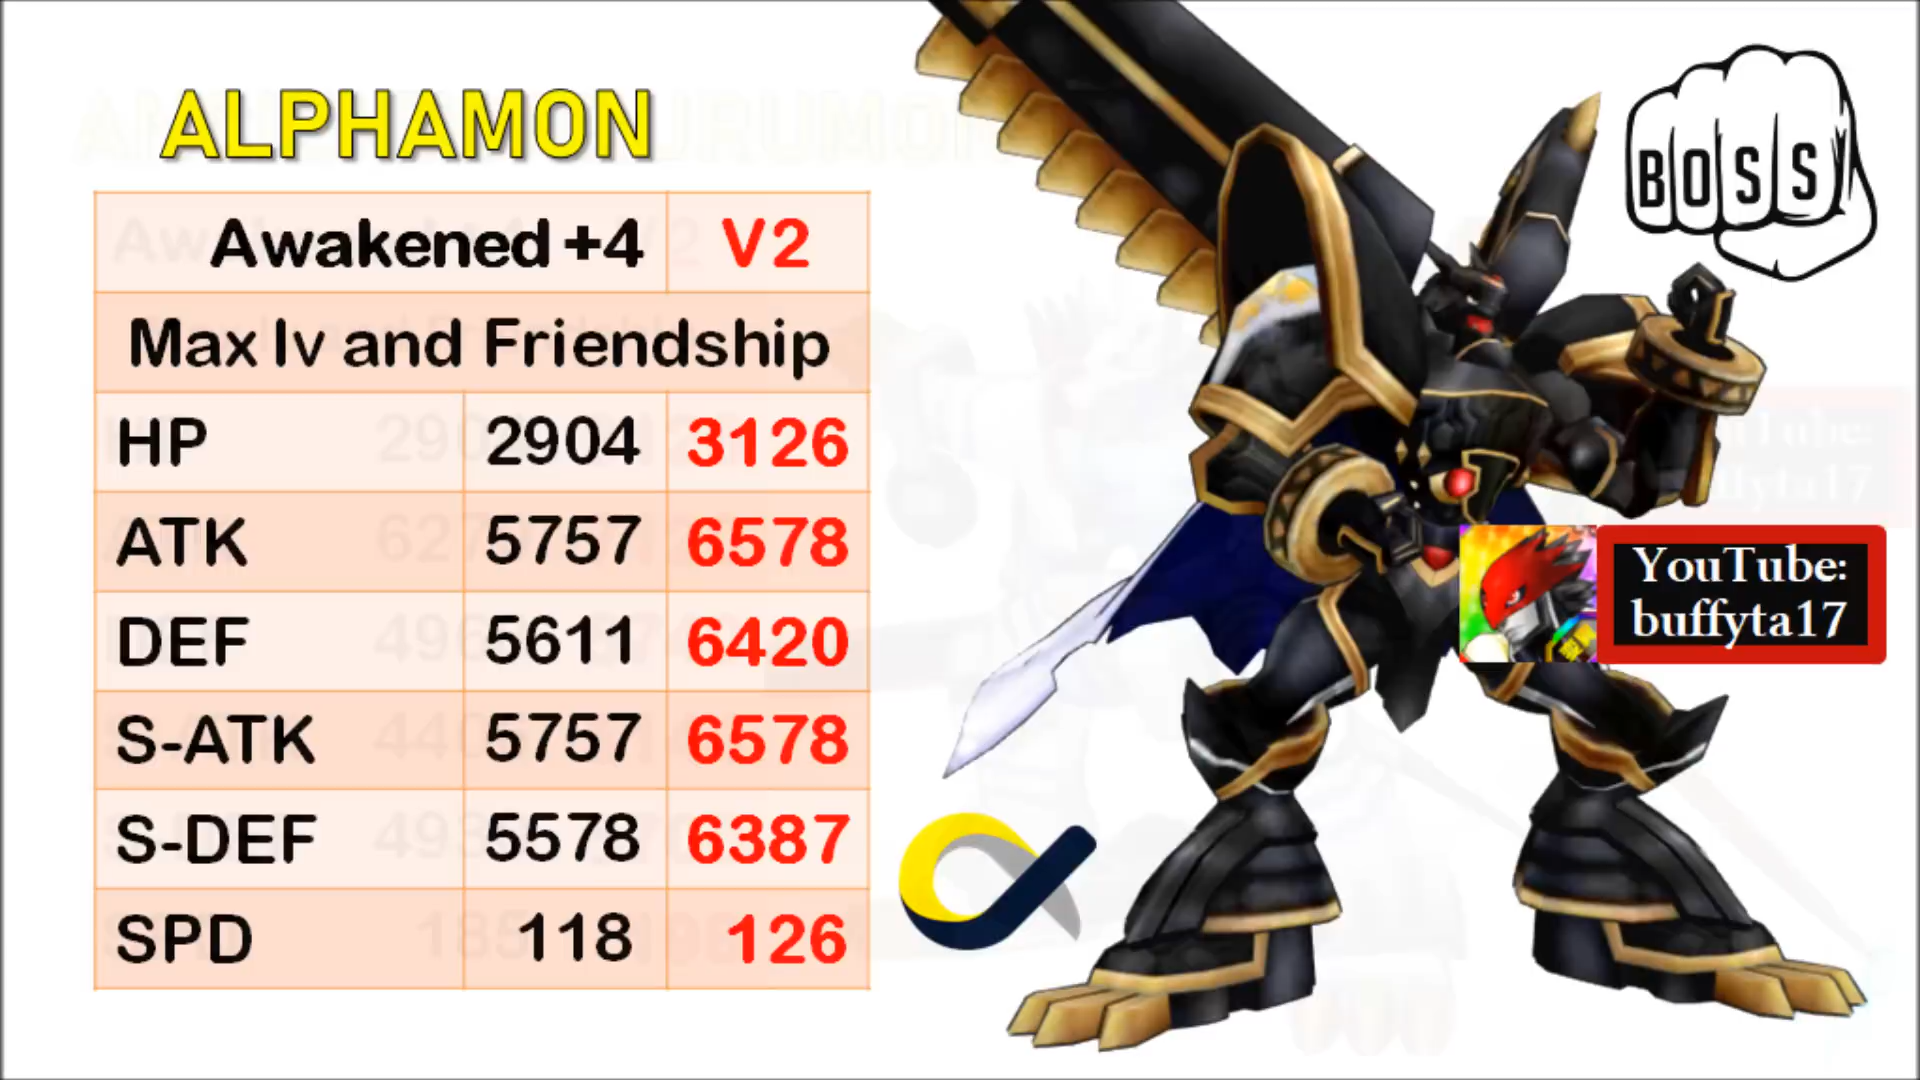 ALPHAMON
Awakened +4 V2
Max lv and Friendship
HP 2904 3126
ATK 5757 6578
DEF 5611 6420
S-ATK 5757 6578
S-DEF 5578 6387
SPD 118 126
BOSS
YouTube:
buffyta17